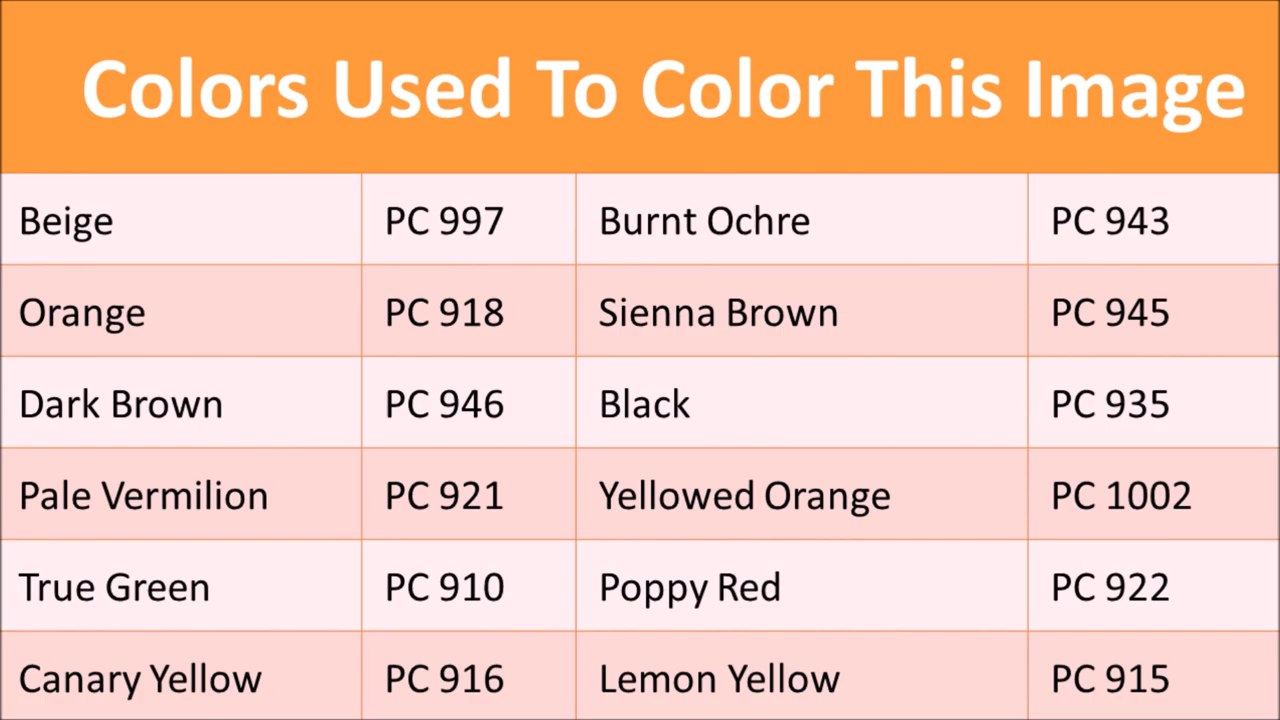 Colors Used To Color This Image
Beige PC 997 Burnt Ochre PC 943
Orange PC 918 Sienna Brown PC 945
Dark Brown PC 946 Black PC 935
Pale Vermilion PC 921 Yellowed Orange PC 1002
True Green PC 910 Poppy Red PC 922
Canary Yellow PC 916 Lemon Yellow PC 915